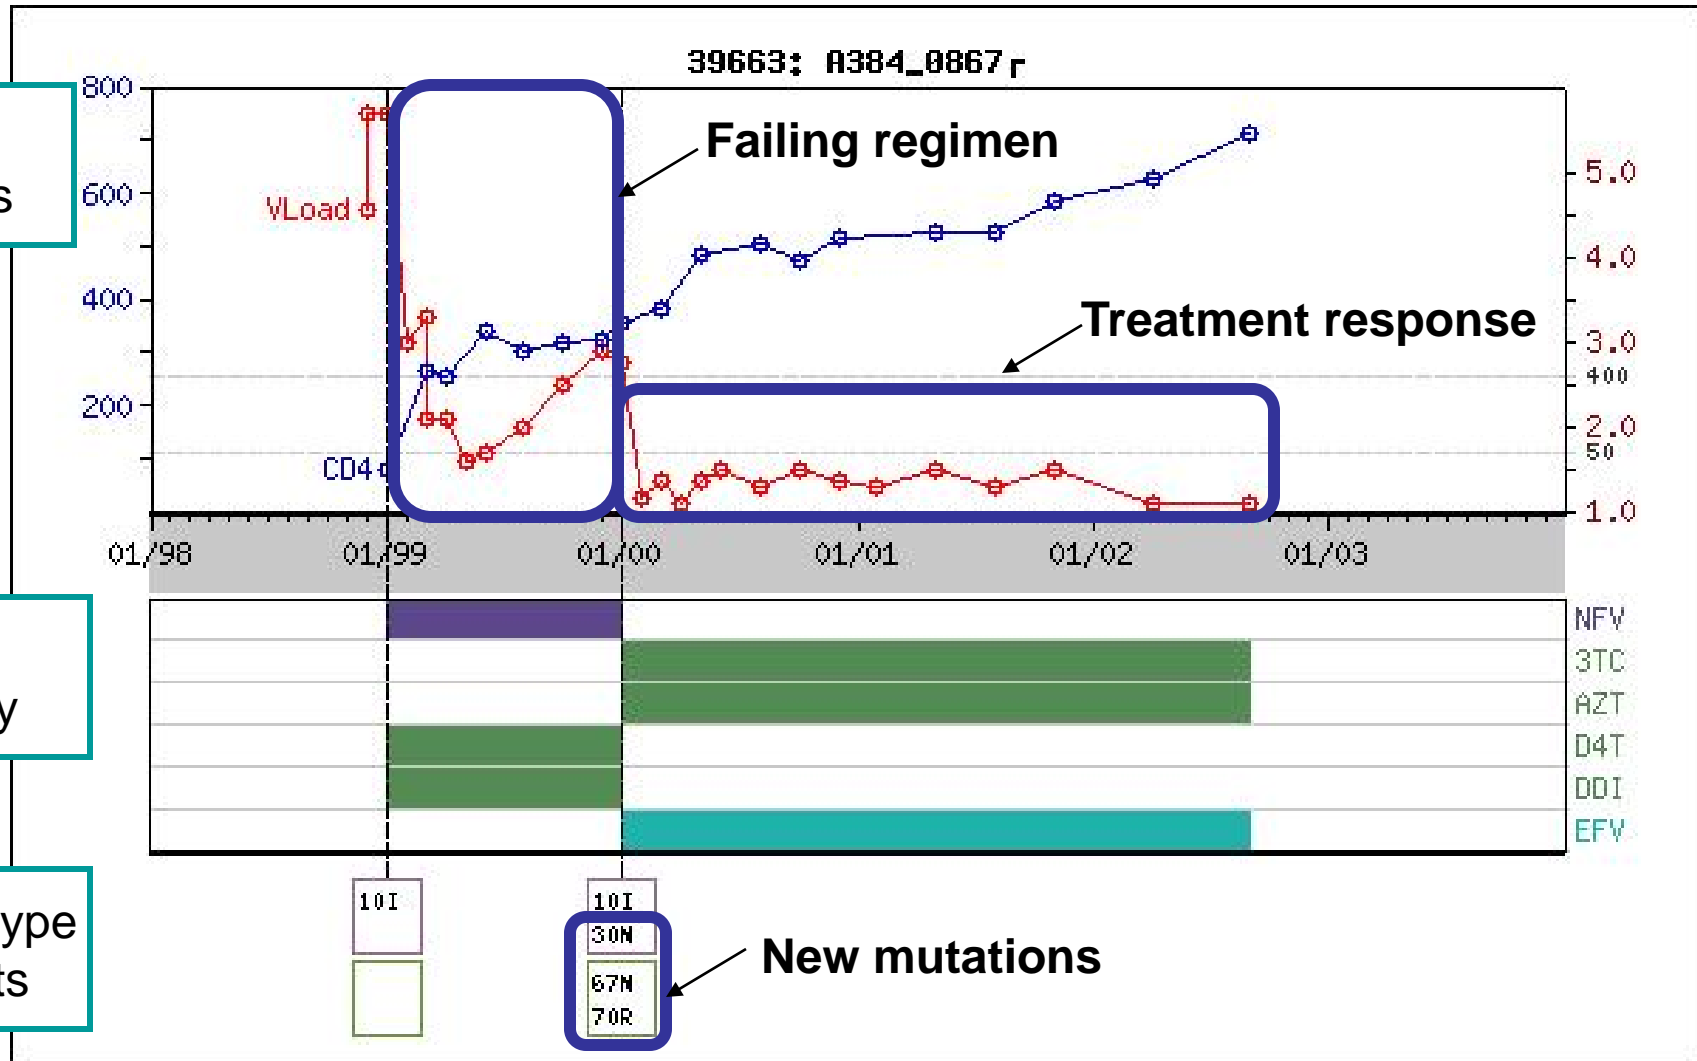 39663: A384_0867r
800
600
400
200
s
VLoad
CD4
Failing regimen
Treatment response
5.0
4.0
3.0
400
2.0
50
1.0
01/98
01/99
01/00
01/01
01/02
01/03
y
NFV
3TC
AZT
D4T
DDI
EFV
ype
ts
10I
10I
30N
67N
70R
New mutations